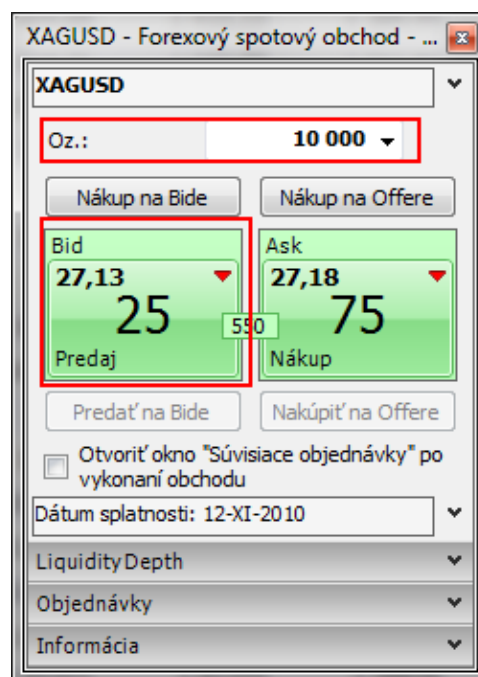 XAGUSD - Forexový spotový obchod - ...
XAGUSD
Oz.: 10 000
Nákup na Bide Nákup na Offere
Bid Ask
27,13 27,18
25 550 75
Predaj Nákup
Predať na Bide Nakúpiť na Offere
Otvoriť okno "Súvisiace objednávky" po
vykonaní obchodu
Dátum splatnosti: 12-XI-2010
Liquidity Depth
Objednávky
Informácia